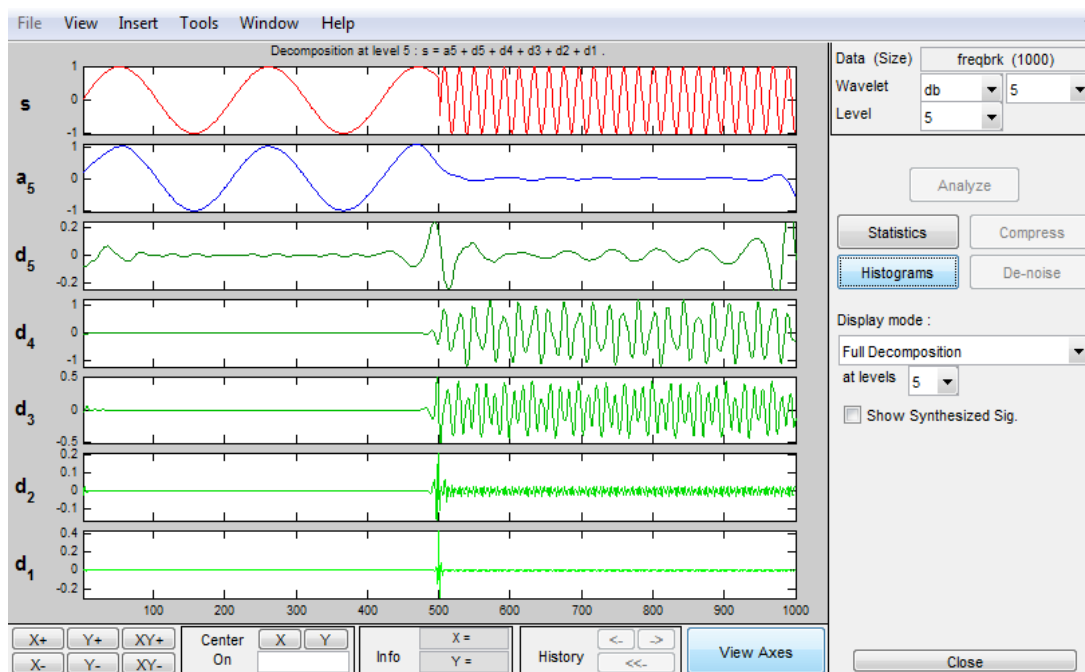 File View Insert Tools Window Help
Decomposition at level 5 : s = a5 + d5 + d4 + d3 + d2 + d1 .
s
1
0
-1
a5
1
0
-1
d5
0.2
0
-0.2
d4
1
0
-1
d3
0.5
0
-0.5
d2
0.2
0.1
0
-0.1
d1
0.4
0.2
0
-0.2
100 200 300 400 500 600 700 800 900 1000
Data (Size) freqbrk (1000)
Wavelet db 5
Level 5
Analyze
Statistics Compress
Histograms De-noise
Display mode :
Full Decomposition
at levels 5
Show Synthesized Sig.
X+ Y+ XY+ Center X Y Info X = History <- -> View Axes
X- Y- XY- On Y = <<- Close